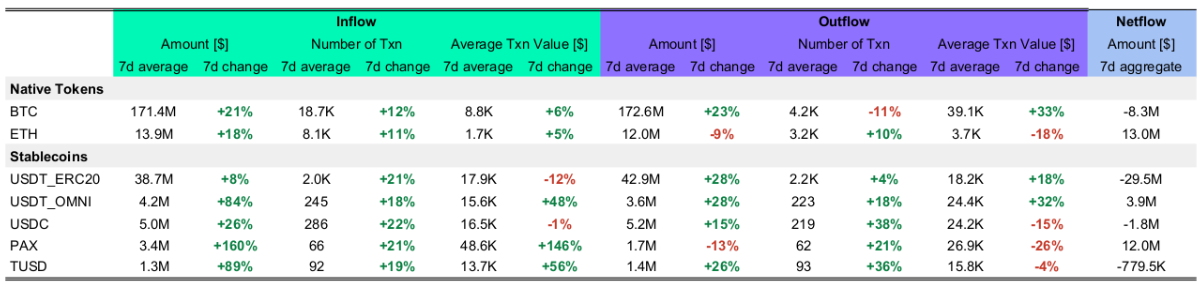 Inflow Outflow Netflow
Amount [$] Number of Txn Average Txn Value [$] Amount [$] Number of Txn Average Txn Value [$] Amount [$]
7d average 7d change 7d average 7d change 7d average 7d change 7d average 7d change 7d average 7d change 7d average 7d change 7d aggregate
Native Tokens
BTC 171.4M +21% 18.7K +12% 8.8K +6% 172.6M +23% 4.2K -11% 39.1K +33% -8.3M
ETH 13.9M +18% 8.1K +11% 1.7K +5% 12.0M -9% 3.2K +10% 3.7K -18% 13.0M
Stablecoins
USDT_ERC20 38.7M +8% 2.0K +21% 17.9K -12% 42.9M +28% 2.2K +4% 18.2K +18% -29.5M
USDT_OMNI 4.2M +84% 245 +18% 15.6K +48% 3.6M +28% 223 +18% 24.4K +32% 3.9M
USDC 5.0M +26% 286 +22% 16.5K -1% 5.2M +15% 219 +38% 24.2K -15% -1.8M
PAX 3.4M +160% 66 +21% 48.6K +146% 1.7M -13% 62 +21% 26.9K -26% 12.0M
TUSD 1.3M +89% 92 +19% 13.7K +56% 1.4M +26% 93 +36% 15.8K -4% -779.5K